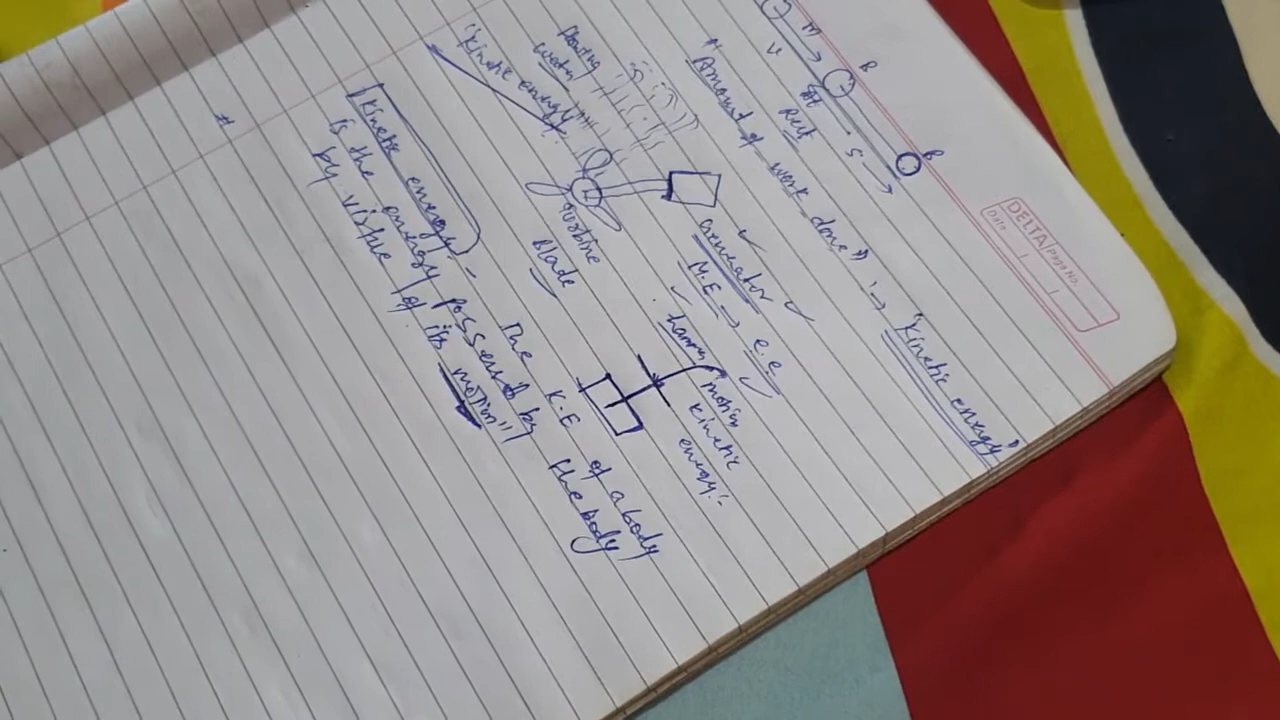 DELTA Page No.
Date
M
V
B
B
Rest
S
"Amount of work done" :→ "Kinetic energy"
flowing
water
"Kinetic energy"
Turbine
Blade
Generator
M.E → e.e
motion
Kinetic
energy:-
Kinetic energy:- The K.E of a body
is the energy possessed by the body
by virtue of its motion"
#